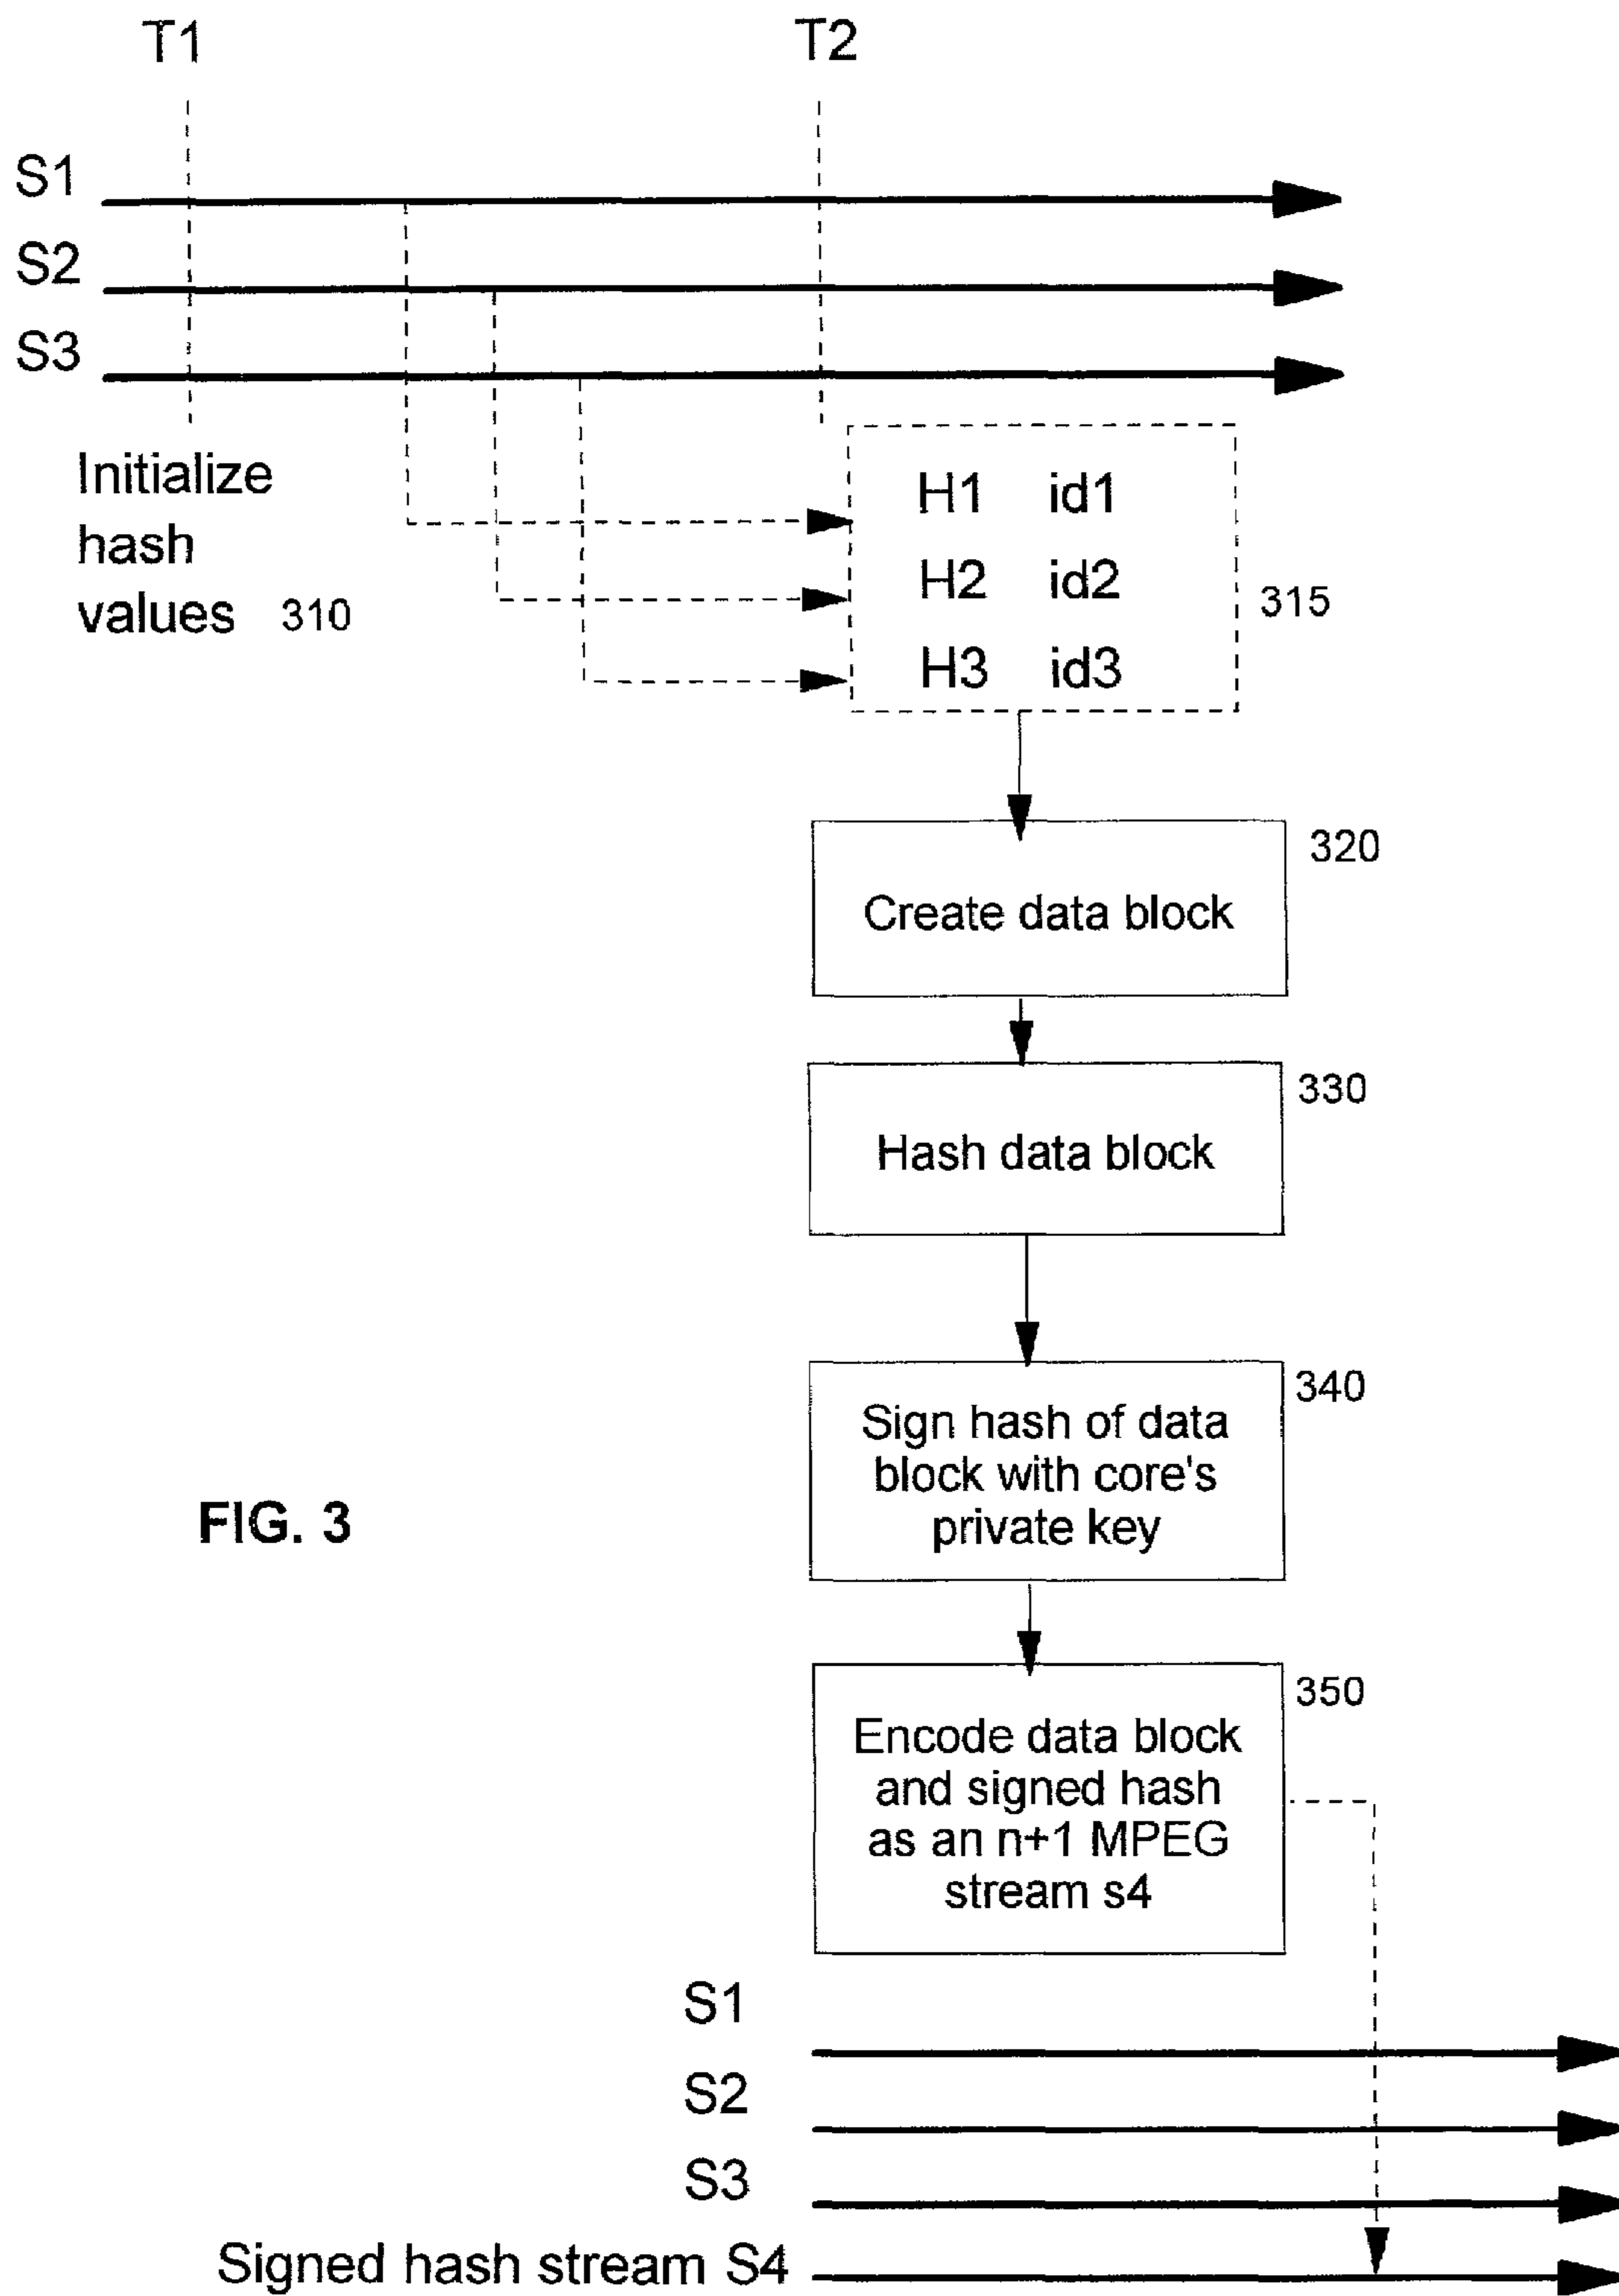 T1 T2
S1
S2
S3
Initialize
hash
values 310
H1 id1
H2 id2
H3 id3
315
320
Create data block
330
Hash data block
340
Sign hash of data
block with core's
private key
FIG. 3
350
Encode data block
and signed hash
as an n+1 MPEG
stream s4
S1
S2
S3
Signed hash stream S4